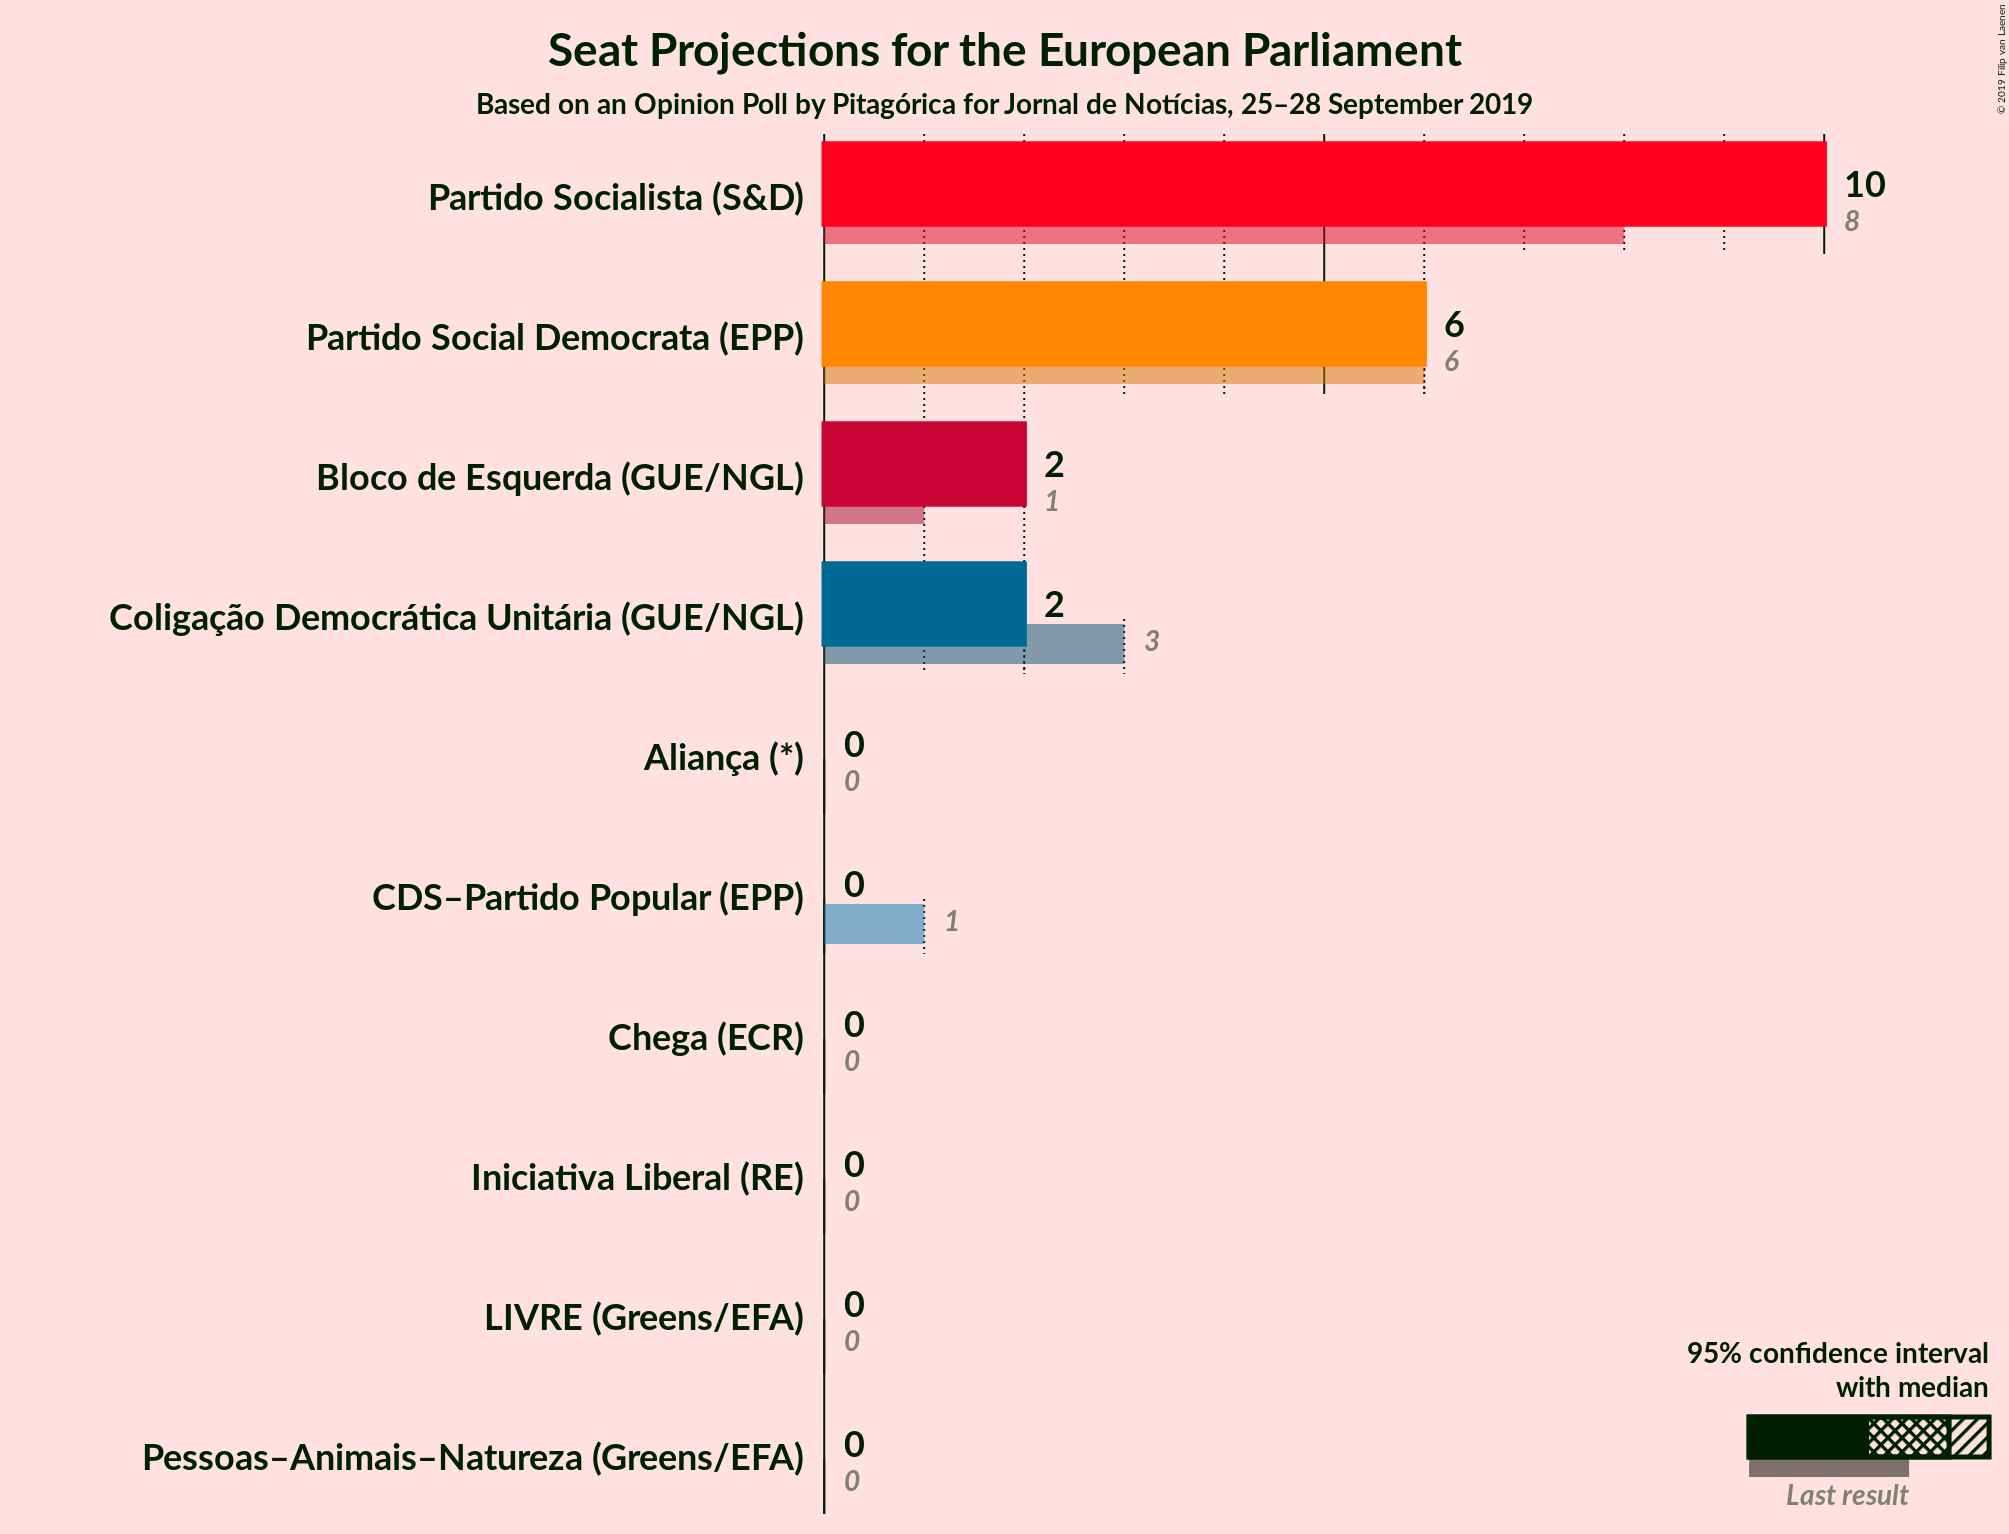 Seat Projections for the European Parliament
Based on an Opinion Poll by Pitagórica for Jornal de Notícias, 25–28 September 2019
© 2019 Filip van Laenen
Partido Socialista (S&D)
10
8
Partido Social Democrata (EPP)
6
6
Bloco de Esquerda (GUE/NGL)
2
1
Coligação Democrática Unitária (GUE/NGL)
2
3
Aliança (*)
0
0
CDS–Partido Popular (EPP)
0
1
Chega (ECR)
0
0
Iniciativa Liberal (RE)
0
0
LIVRE (Greens/EFA)
0
0
Pessoas–Animais–Natureza (Greens/EFA)
0
0
95% confidence interval
with median
Last result